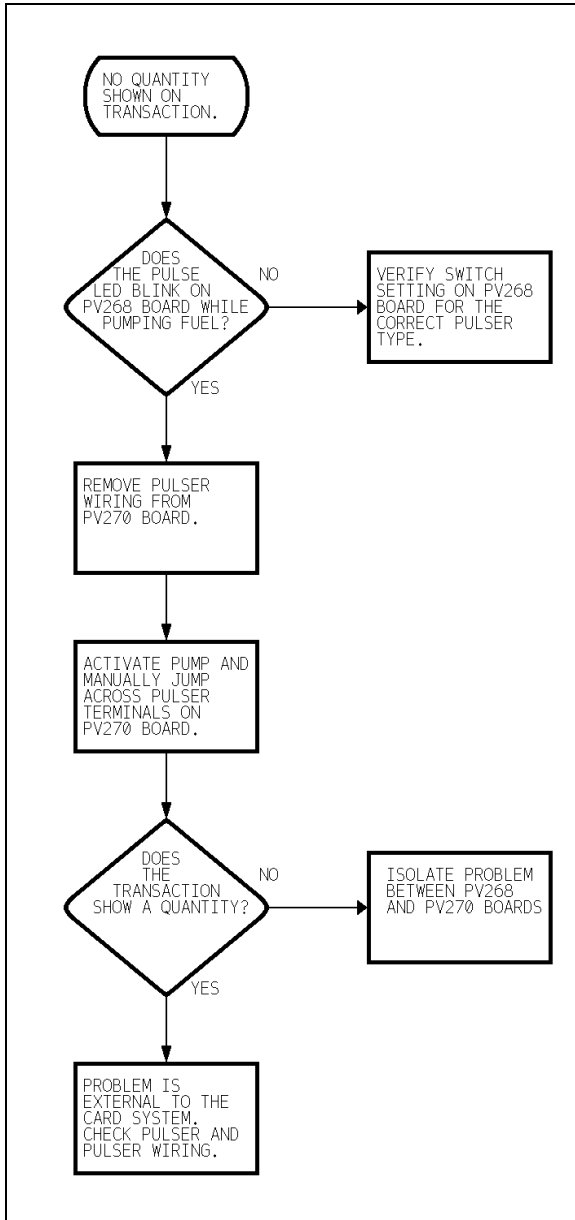 NO QUANTITY
SHOWN ON
TRANSACTION.
DOES
THE PULSE
LED BLINK ON
PV268 BOARD WHILE
PUMPING FUEL?
NO
VERIFY SWITCH
SETTING ON PV268
BOARD FOR THE
CORRECT PULSER
TYPE.
YES
REMOVE PULSER
WIRING FROM
PV270 BOARD.
ACTIVATE PUMP AND
MANUALLY JUMP
ACROSS PULSER
TERMINALS ON
PV270 BOARD.
DOES
THE
TRANSACTION
SHOW A QUANTITY?
NO
ISOLATE PROBLEM
BETWEEN PV268
AND PV270 BOARDS
YES
PROBLEM IS
EXTERNAL TO THE
CARD SYSTEM.
CHECK PULSER AND
PULSER WIRING.